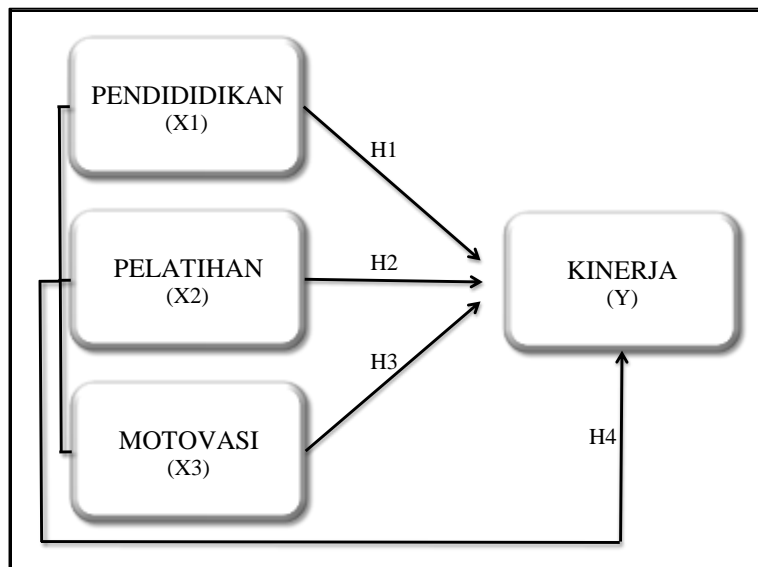 PENDIDIDIKAN
(X1)
H1
PELATIHAN
(X2)
H2
KINERJA
(Y)
H3
MOTOVASI
(X3)
H4